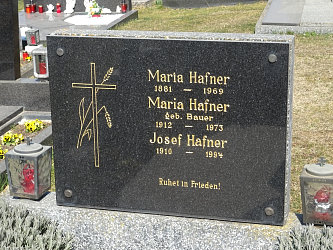 Maria Hafner
1881 — 1969
Maria Hafner
geb. Bauer
1912 — 1973
Josef Hafner
1910 — 1994
Ruhet in Frieden!